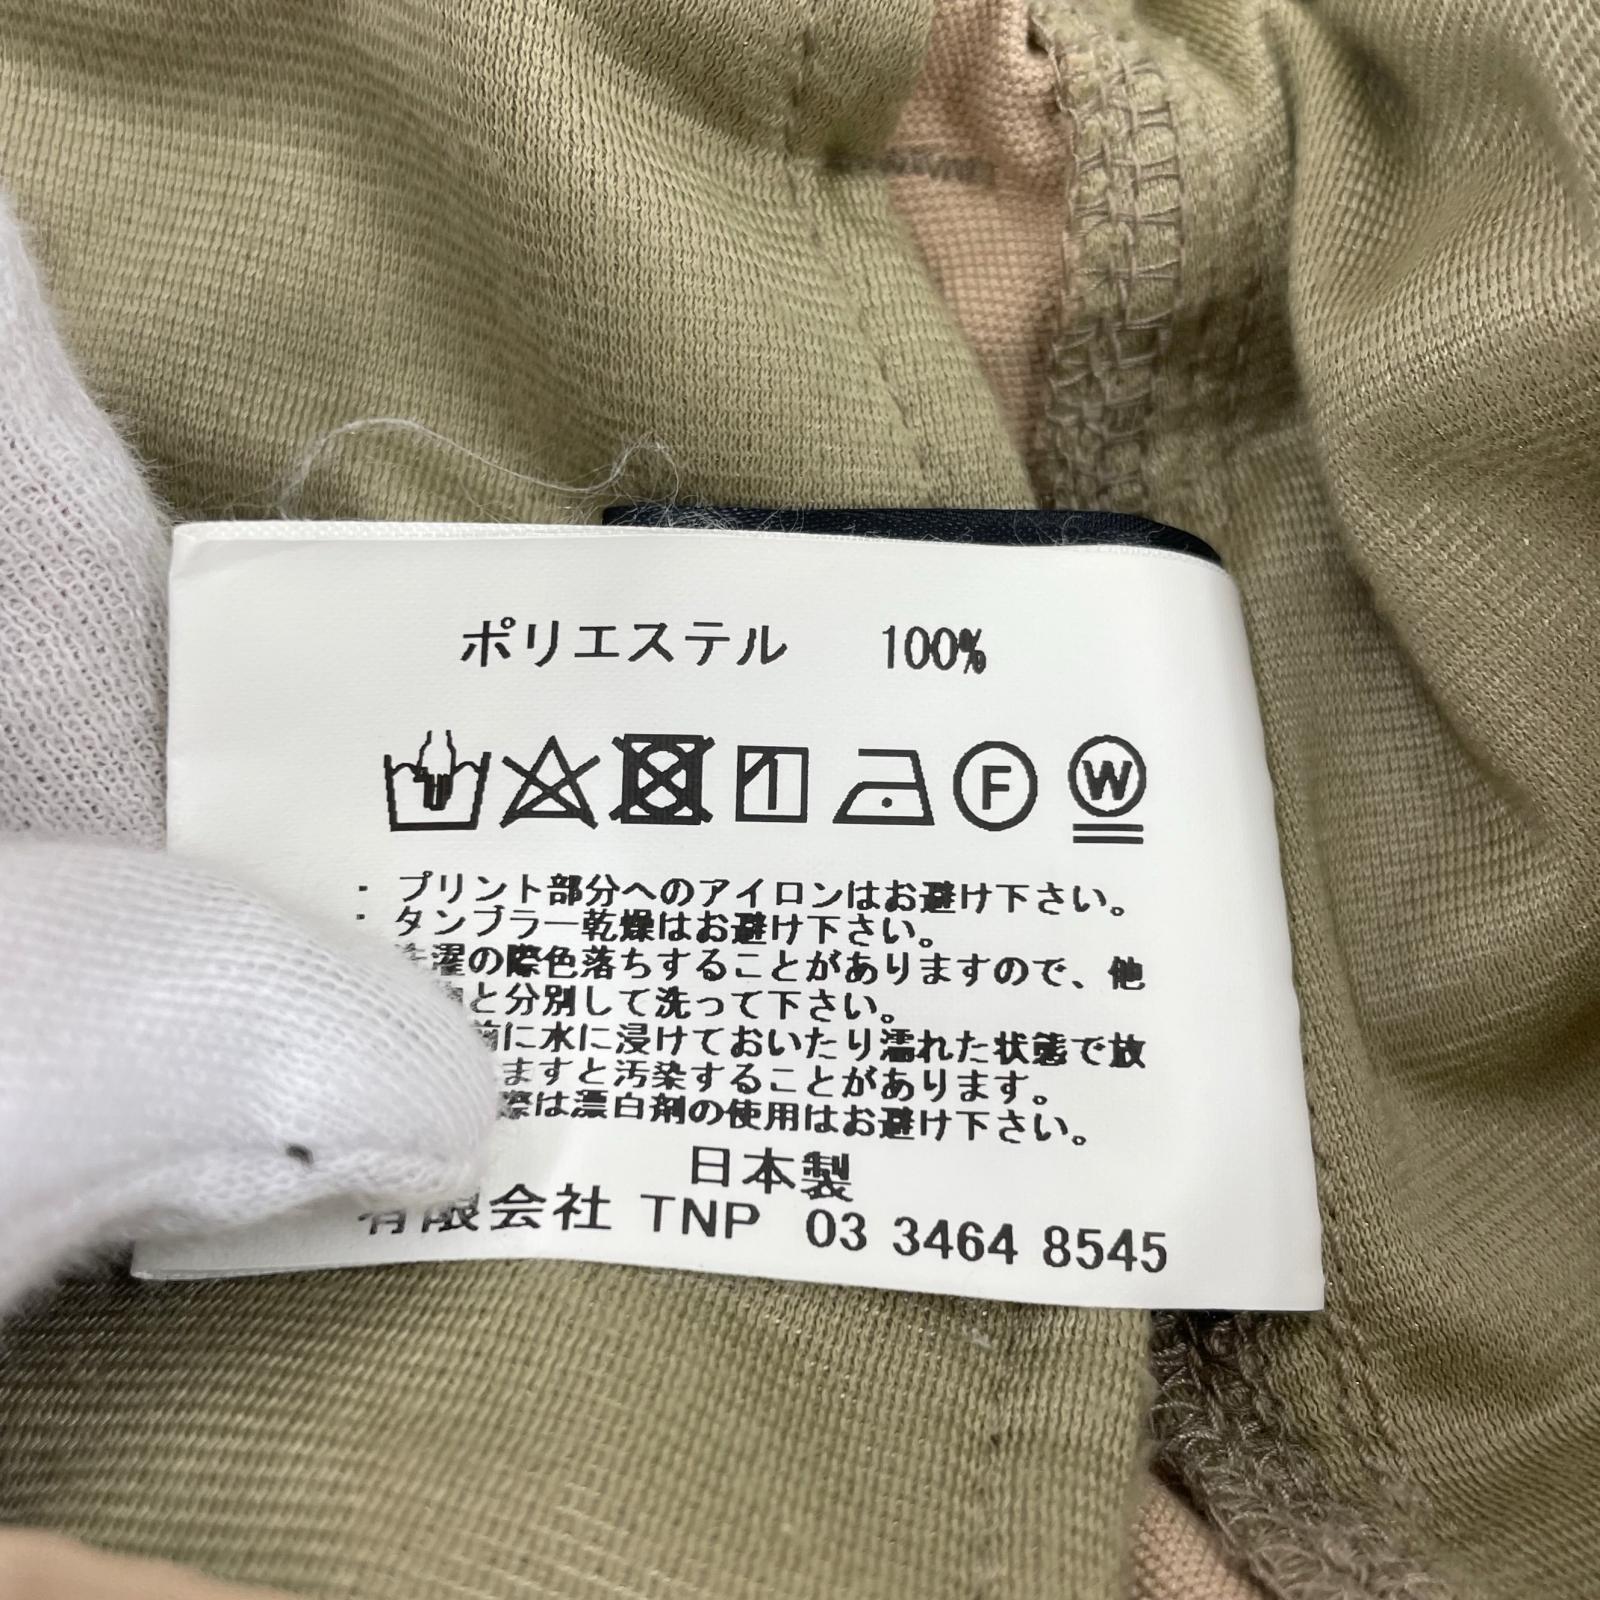 ポリエステル 100%
F W
・プリント部分へのアイロンはお避け下さい。
・タンブラー乾燥はお避け下さい。
洗濯の際色落ちすることがありますので、他
と分別して洗って下さい。
前に水に浸けておいたり濡れた状態で放
ますと汚染することがあります。
際は漂白剤の使用はお避け下さい。
日本製
有限会社 TNP 03 3464 8545